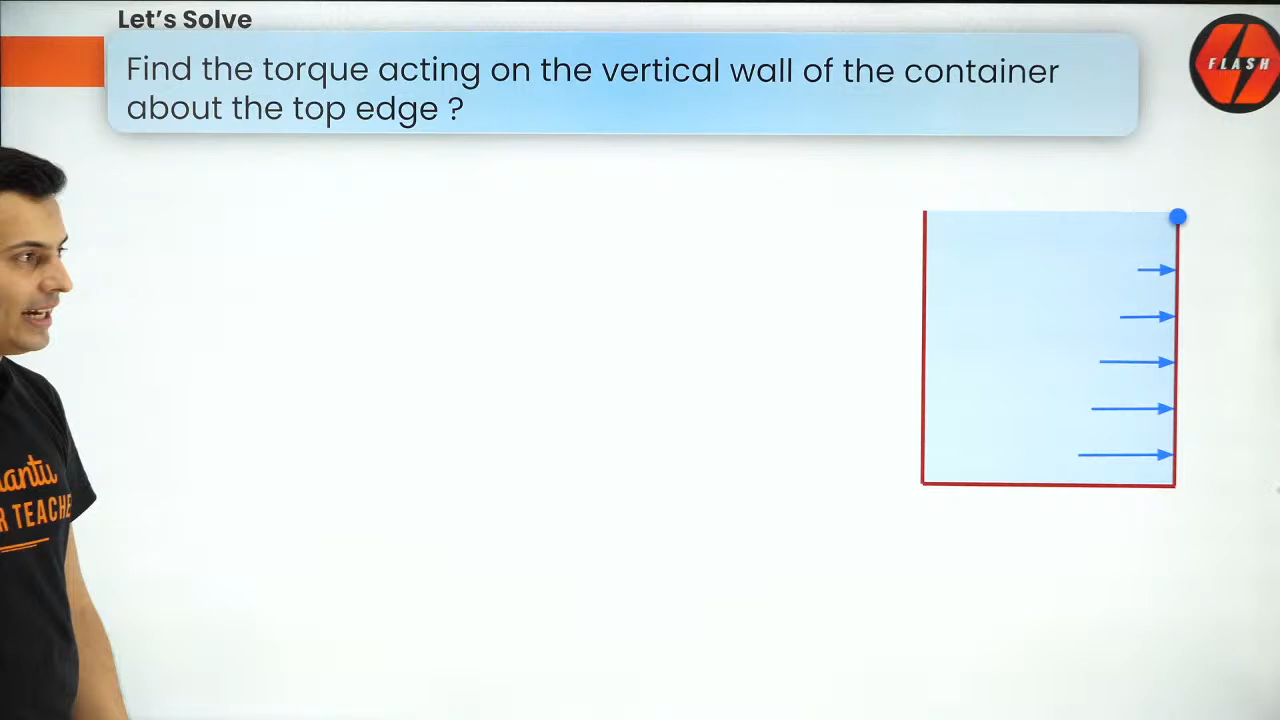 Let's Solve
Find the torque acting on the vertical wall of the container
about the top edge ?
FLASH
TEACHE